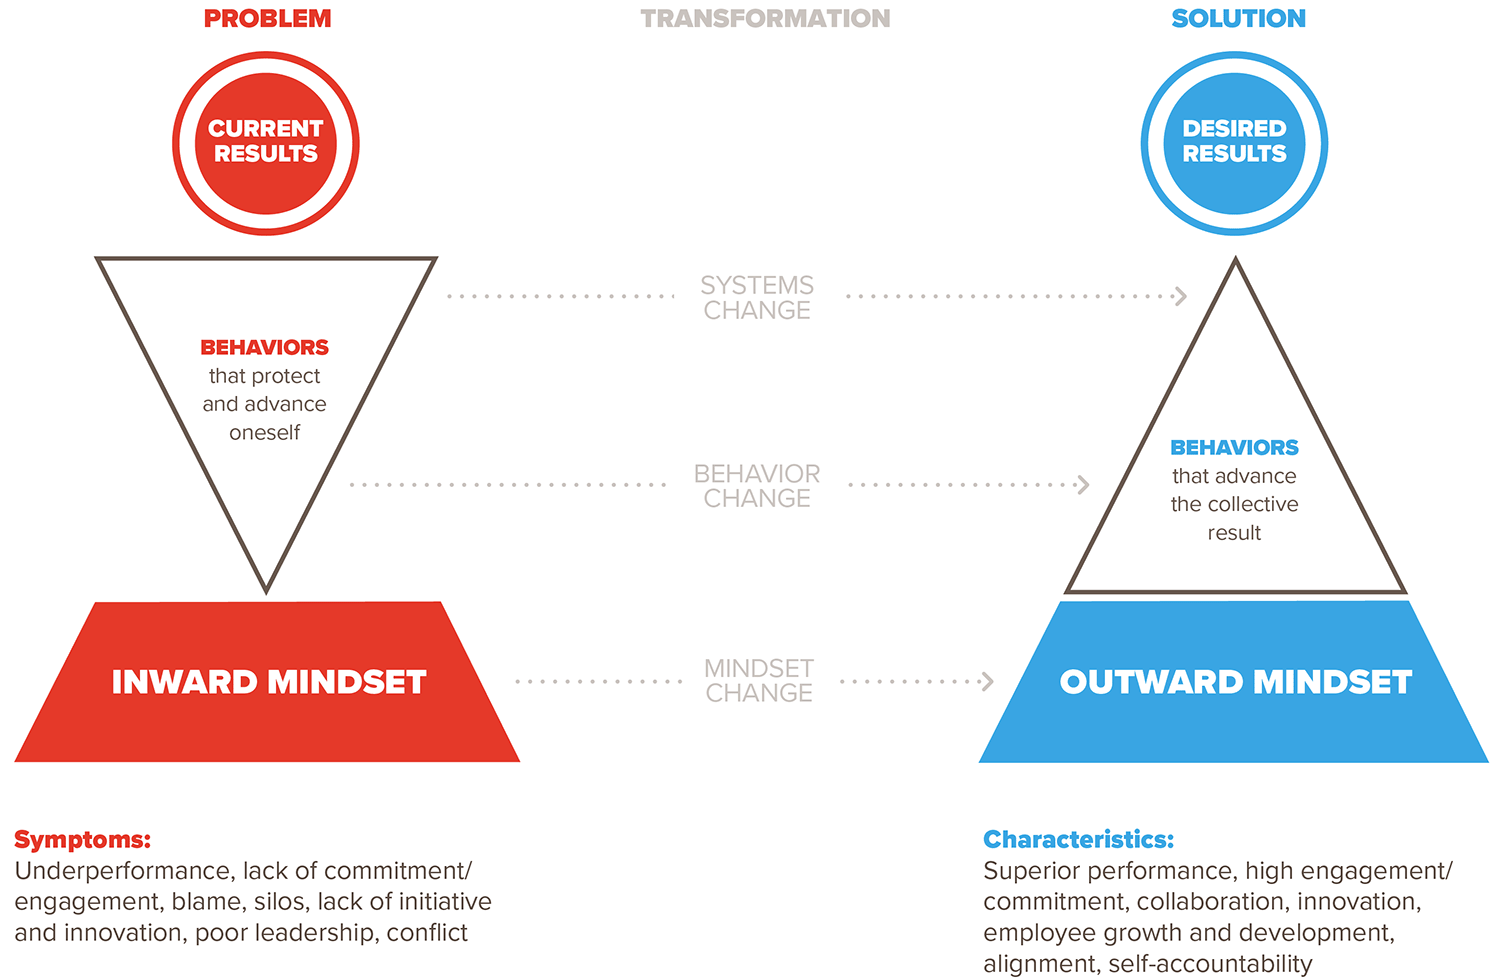 PROBLEM
TRANSFORMATION
SOLUTION
CURRENT
RESULTS
DESIRED
RESULTS
SYSTEMS
CHANGE
BEHAVIORS
that protect
and advance
oneself
BEHAVIOR
CHANGE
BEHAVIORS
that advance
the collective
result
INWARD MINDSET
MINDSET
CHANGE
OUTWARD MINDSET
Symptoms:
Underperformance, lack of commitment/
engagement, blame, silos, lack of initiative
and innovation, poor leadership, conflict
Characteristics:
Superior performance, high engagement/
commitment, collaboration, innovation,
employee growth and development,
alignment, self-accountability